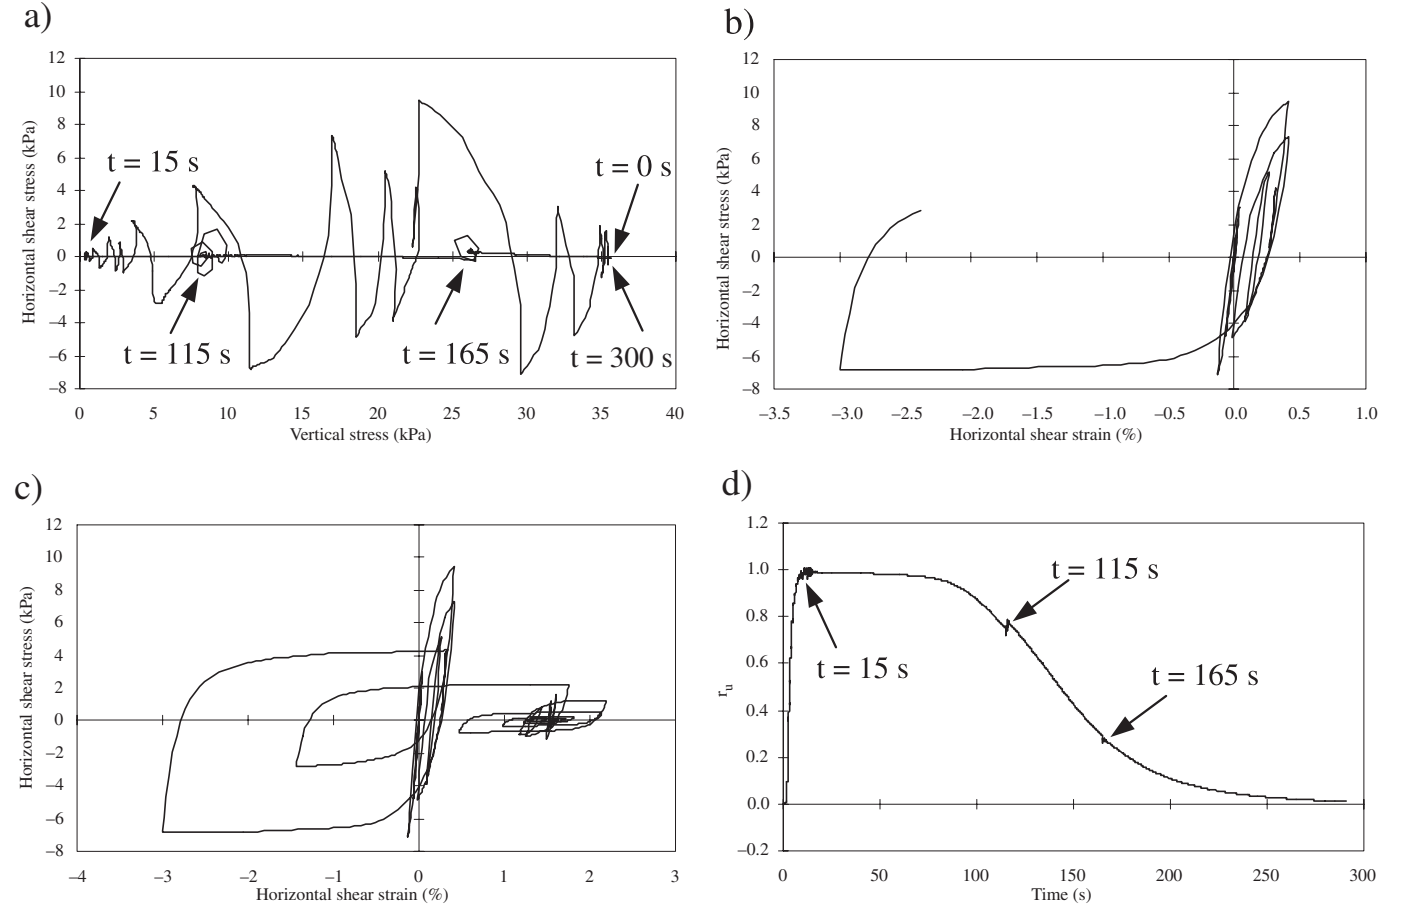 a)
12
10
8
6
4
2
0
−2
−4
−6
−8
Horizontal shear stress (kPa)
t = 15 s
t = 0 s
t = 115 s
t = 165 s
t = 300 s
0 5 10 15 20 25 30 35 40
Vertical stress (kPa)
b)
12
10
8
6
4
2
0
−2
−4
−6
−8
Horizontal shear stress (kPa)
−3.5 −3.0 −2.5 −2.0 −1.5 −1.0 −0.5 0.0 0.5 1.0
Horizontal shear strain (%)
c)
12
10
8
6
4
2
0
−2
−4
−6
−8
Horizontal shear stress (kPa)
−4 −3 −2 −1 0 1 2 3
Horizontal shear strain (%)
d)
1.2
1.0
0.8
0.6
0.4
0.2
0.0
−0.2
ru
t = 115 s
t = 15 s
t = 165 s
0 50 100 150 200 250 300
Time (s)